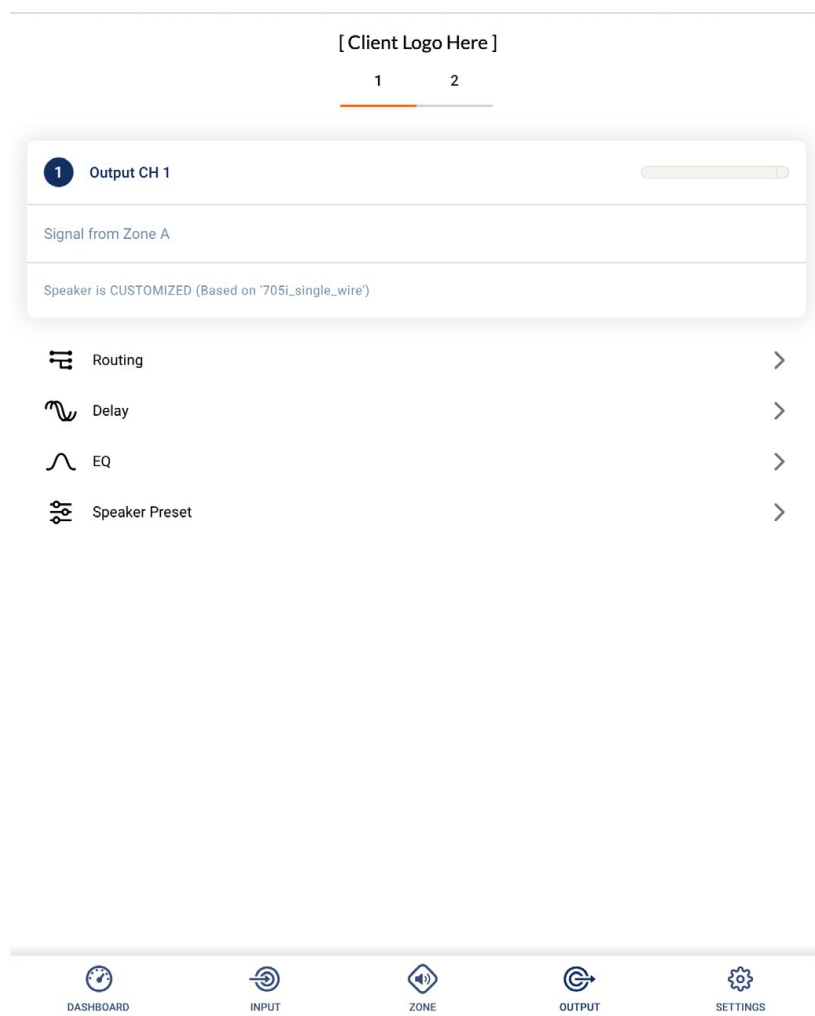 [ Client Logo Here ]
1 2
1 Output CH 1
Signal from Zone A
Speaker is CUSTOMIZED (Based on '705i_single_wire')
Routing
Delay
EQ
Speaker Preset
DASHBOARD INPUT ZONE OUTPUT SETTINGS